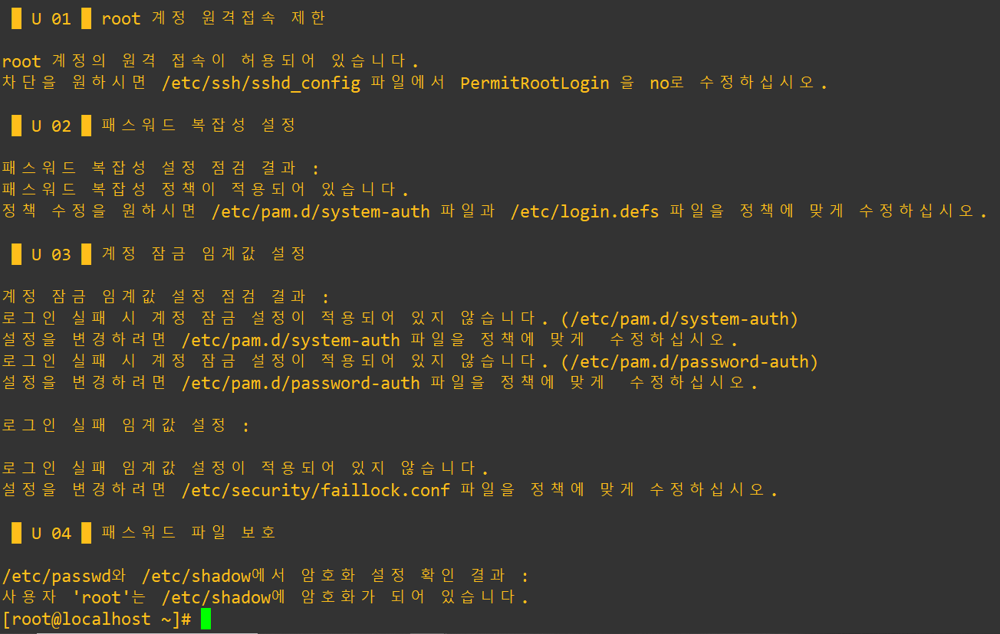 █ U 01 █ root 계정 원격접속 제한
root 계정의 원격 접속이 허용되어 있습니다.
차단을 원하시면 /etc/ssh/sshd_config 파일에서 PermitRootLogin 을 no로 수정하십시오.
█ U 02 █ 패스워드 복잡성 설정
패스워드 복잡성 설정 점검 결과 :
패스워드 복잡성 정책이 적용되어 있습니다.
정책 수정을 원하시면 /etc/pam.d/system-auth 파일과 /etc/login.defs 파일을 정책에 맞게 수정하십시오.
█ U 03 █ 계정 잠금 임계값 설정
계정 잠금 임계값 설정 점검 결과 :
로그인 실패 시 계정 잠금 설정이 적용되어 있지 않습니다. (/etc/pam.d/system-auth)
설정을 변경하려면 /etc/pam.d/system-auth 파일을 정책에 맞게  수정하십시오.
로그인 실패 시 계정 잠금 설정이 적용되어 있지 않습니다. (/etc/pam.d/password-auth)
설정을 변경하려면 /etc/pam.d/password-auth 파일을 정책에 맞게  수정하십시오.
로그인 실패 임계값 설정 :
로그인 실패 임계값 설정이 적용되어 있지 않습니다.
설정을 변경하려면 /etc/security/faillock.conf 파일을 정책에 맞게 수정하십시오.
█ U 04 █ 패스워드 파일 보호
/etc/passwd와 /etc/shadow에서 암호화 설정 확인 결과 :
사용자 'root'는 /etc/shadow에 암호화가 되어 있습니다.
[root@localhost ~]#